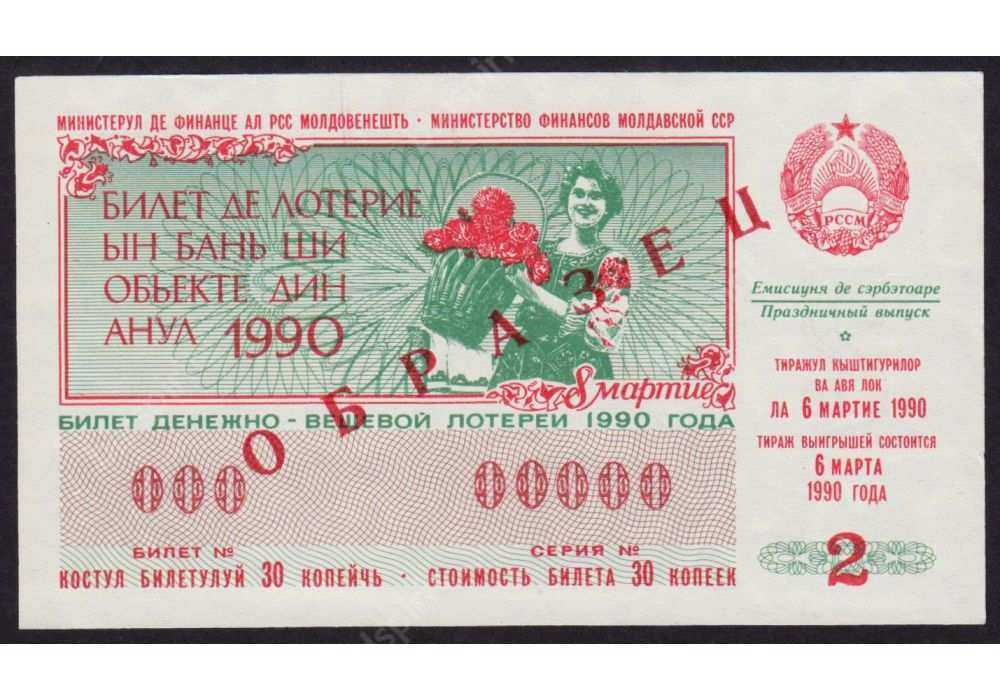 МИНИСТЕРУЛ ДЕ ФИНАНЦЕ АЛ РСС МОЛДОВЕНЕШТЬ · МИНИСТЕРСТВО ФИНАНСОВ МОЛДАВСКОЙ ССР
БИЛЕТ ДЕ ЛОТЕРИЕ
ЫН БАНЬ ШИ
ОБЬЕКТЕ ДИН
АНУЛ 1990
8 мартие
БИЛЕТ ДЕНЕЖНО - ВЕЩЕВОЙ ЛОТЕРЕИ 1990 ГОДА
ОБРАЗЕЦ
000 00000
БИЛЕТ № СЕРИЯ №
КОСТУЛ БИЛЕТУЛУЙ 30 КОПЕЙЧЬ · СТОИМОСТЬ БИЛЕТА 30 КОПЕЕК
РССМ
Емисиуня де сэрбэтоаре
Праздничный выпуск
ТИРАЖУЛ КЫШТИГУРИЛОР
ВА АВЯ ЛОК
ЛА 6 МАРТИЕ 1990
ТИРАЖ ВЫИГРЫШЕЙ СОСТОИТСЯ
6 МАРТА
1990 ГОДА
2